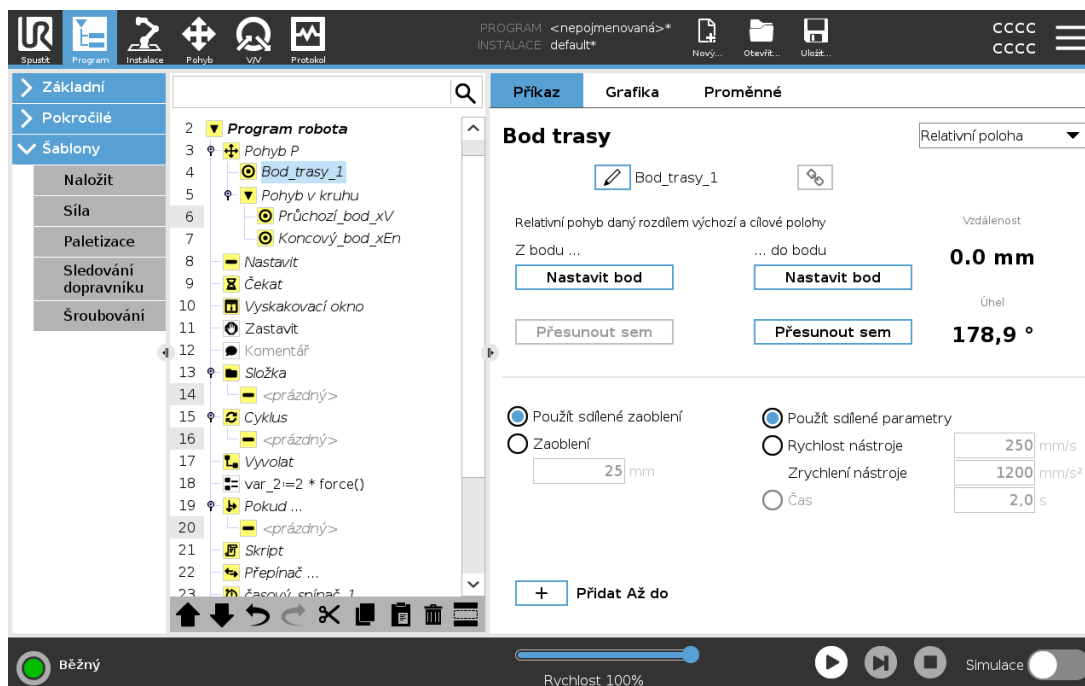 PROGRAM <nepojmenovaná>*
INSTALACE default*
Spustit
Program
Instalace
Pohyb
V/V
Protokol
Nový...
Otevřít...
Uložit...
CCCC
CCCC
Základní
Pokročilé
Šablony
Naložit
Síla
Paletizace
Sledování
dopravníku
Šroubování
2 Program robota
3 Pohyb P
4 Bod_trasy_1
5 Pohyb v kruhu
6 Průchozí_bod_xV
7 Koncový_bod_xEn
8 Nastavit
9 Čekat
10 Vyskakovací okno
11 Zastavit
12 Komentář
13 Složka
14 <prázdný>
15 Cyklus
16 <prázdný>
17 Vyvolat
18 var_2:=2 * force()
19 Pokud ...
20 <prázdný>
21 Skript
22 Přepínač ...
23 časový_spínač_1
Příkaz
Grafika
Proměnné
Bod trasy
Relativní poloha
Bod_trasy_1
Relativní pohyb daný rozdílem výchozí a cílové polohy
Z bodu ...
... do bodu
Nastavit bod
Nastavit bod
Přesunout sem
Přesunout sem
Vzdálenost
0.0 mm
Úhel
178,9 °
Použít sdílené zaoblení
Zaoblení
25 mm
Použít sdílené parametry
Rychlost nástroje 250 mm/s
Zrychlení nástroje 1200 mm/s²
Čas 2,0 s
+ Přidat Až do
Běžný
Rychlost 100%
Simulace